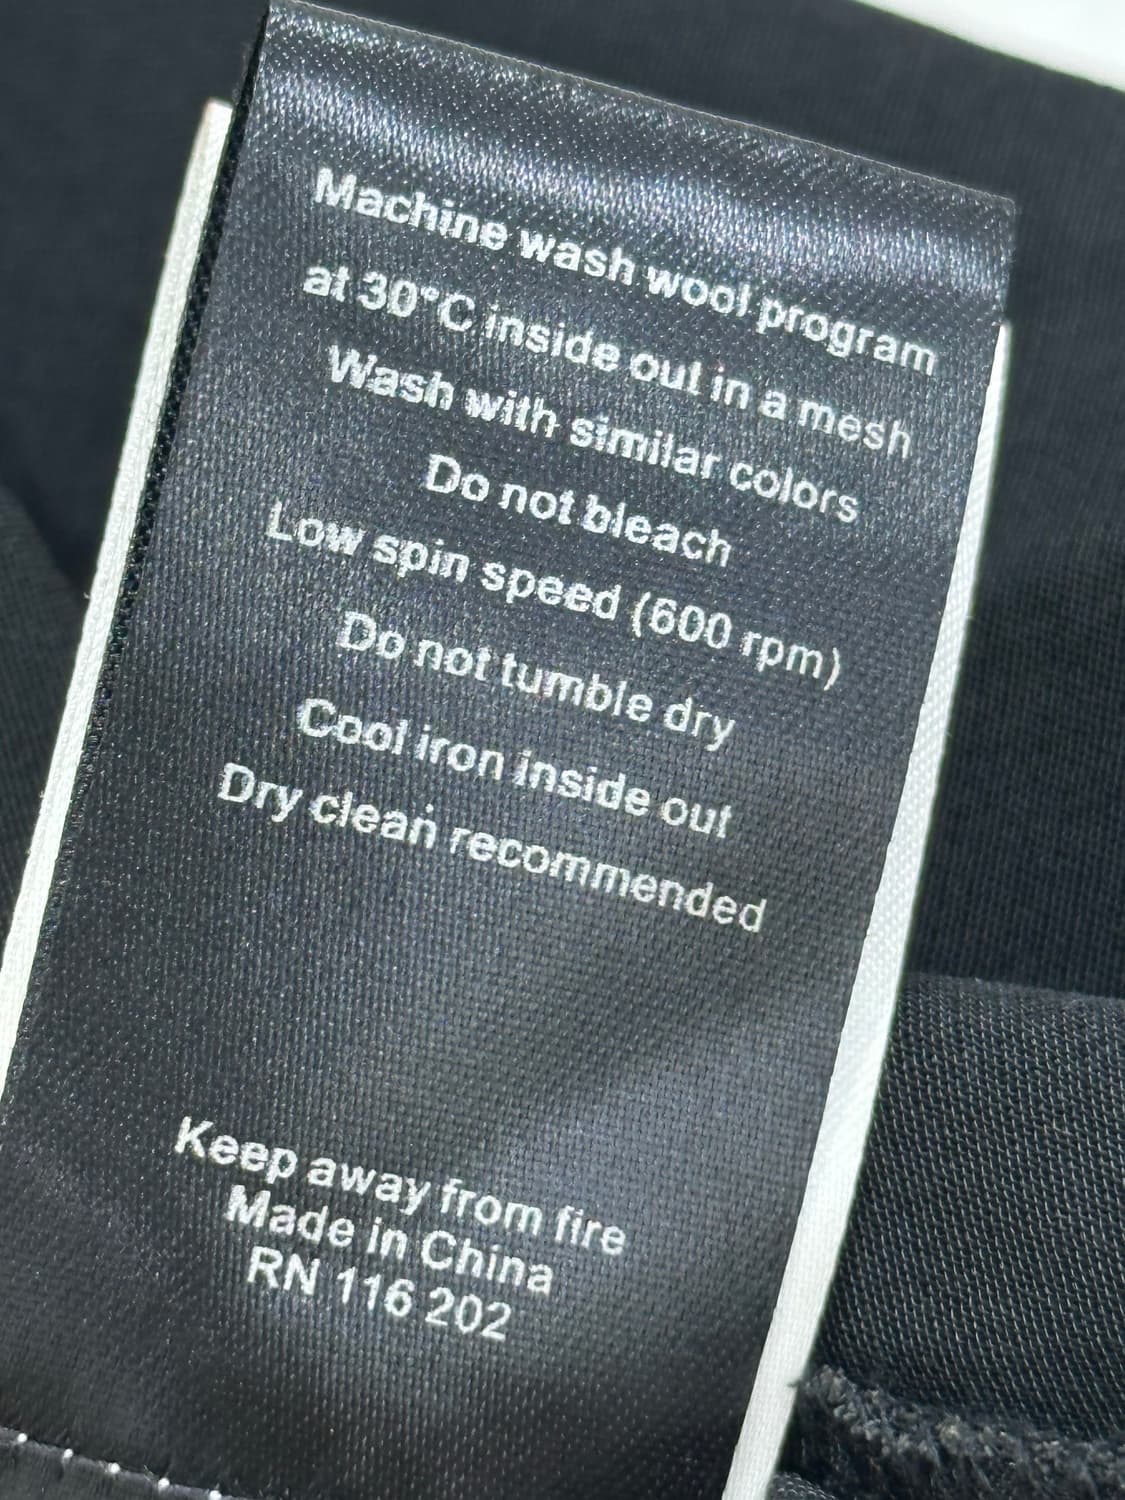 Machine wash wool program
at 30°C inside out in a mesh
Wash with similar colors
Do not bleach
Low spin speed (600 rpm)
Do not tumble dry
Cool iron inside out
Dry clean recommended
Keep away from fire
Made in China
RN 116 202